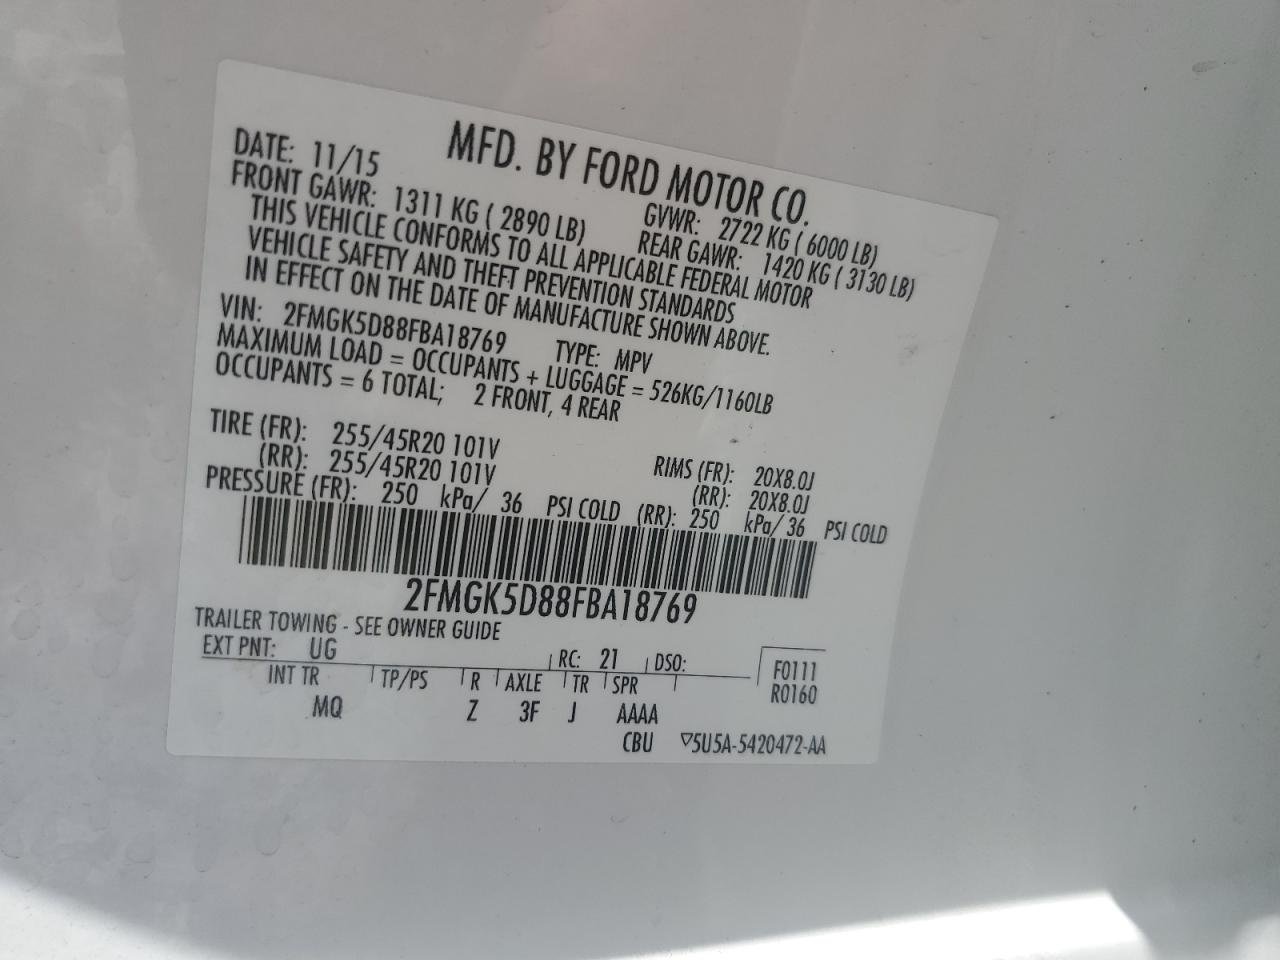 MFD. BY FORD MOTOR CO.
DATE: 11/15 GVWR: 2722 KG ( 6000 LB)
FRONT GAWR: 1311 KG ( 2890 LB) REAR GAWR: 1420 KG ( 3130 LB)
THIS VEHICLE CONFORMS TO ALL APPLICABLE FEDERAL MOTOR
VEHICLE SAFETY AND THEFT PREVENTION STANDARDS
IN EFFECT ON THE DATE OF MANUFACTURE SHOWN ABOVE.
VIN: 2FMGK5D88FBA18769 TYPE: MPV
MAXIMUM LOAD = OCCUPANTS + LUGGAGE = 526KG/1160LB
OCCUPANTS = 6 TOTAL; 2 FRONT, 4 REAR
TIRE (FR): 255/45R20 101V RIMS (FR): 20X8.0J
(RR): 255/45R20 101V (RR): 20X8.0J
PRESSURE (FR): 250 kPa/ 36 PSI COLD (RR): 250 kPa/ 36 PSI COLD
2FMGK5D88FBA18769
TRAILER TOWING - SEE OWNER GUIDE
EXT PNT: UG RC: 21 DSO: F0111
INT TR TP/PS R AXLE TR SPR R0160
MQ Z 3F J AAAA
CBU ▽5U5A-5420472-AA